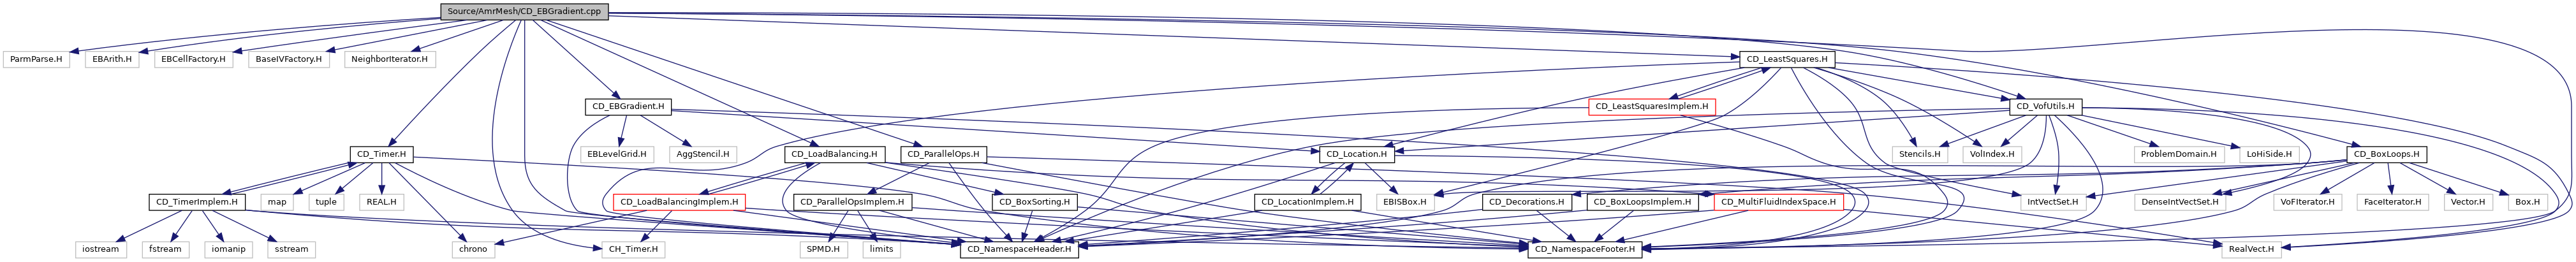 Source/AmrMesh/CD_EBGradient.cpp
ParmParse.H
EBArith.H
EBCellFactory.H
BaseIVFactory.H
NeighborIterator.H
CD_LeastSquares.H
CD_EBGradient.H
CD_LeastSquaresImplem.H
CD_VofUtils.H
CD_Timer.H
EBLevelGrid.H
AggStencil.H
CD_LoadBalancing.H
CD_ParallelOps.H
CD_Location.H
Stencils.H
VolIndex.H
ProblemDomain.H
LoHiSide.H
CD_BoxLoops.H
CD_TimerImplem.H
map
tuple
REAL.H
CD_LoadBalancingImplem.H
CD_ParallelOpsImplem.H
CD_BoxSorting.H
CD_LocationImplem.H
EBISBox.H
CD_Decorations.H
CD_BoxLoopsImplem.H
CD_MultiFluidIndexSpace.H
IntVectSet.H
DenseIntVectSet.H
VoFIterator.H
FaceIterator.H
Vector.H
Box.H
iostream
fstream
iomanip
sstream
chrono
CH_Timer.H
SPMD.H
limits
CD_NamespaceHeader.H
CD_NamespaceFooter.H
RealVect.H